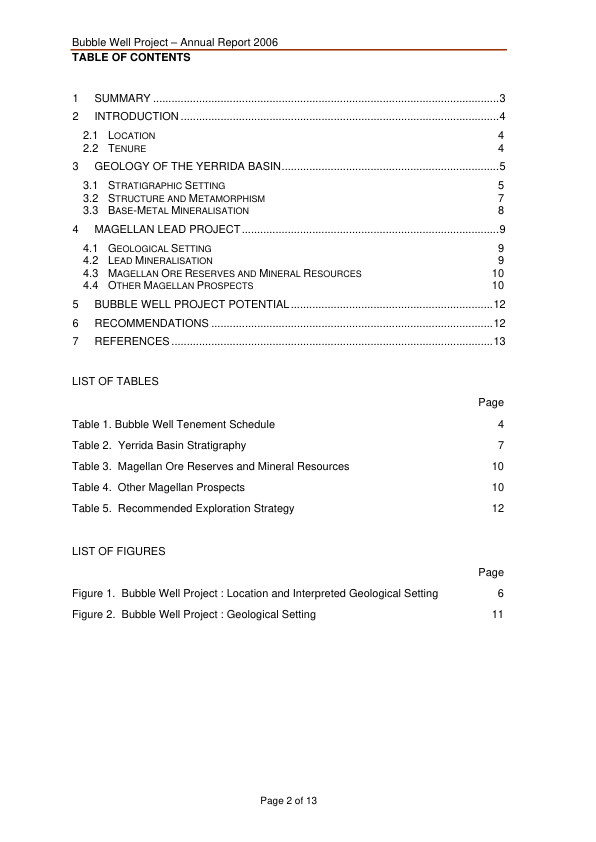 Bubble Well Project – Annual Report 2006
TABLE OF CONTENTS
1 SUMMARY ................................................................................................................3
2 INTRODUCTION.......................................................................................................4
2.1 LOCATION 4
2.2 TENURE 4
3 GEOLOGY OF THE YERRIDA BASIN......................................................................5
3.1 STRATIGRAPHIC SETTING 5
3.2 STRUCTURE AND METAMORPHISM 7
3.3 BASE-METAL MINERALISATION 8
4 MAGELLAN LEAD PROJECT...................................................................................9
4.1 GEOLOGICAL SETTING 9
4.2 LEAD MINERALISATION 9
4.3 MAGELLAN ORE RESERVES AND MINERAL RESOURCES 10
4.4 OTHER MAGELLAN PROSPECTS 10
5 BUBBLE WELL PROJECT POTENTIAL.................................................................12
6 RECOMMENDATIONS ...........................................................................................12
7 REFERENCES........................................................................................................13
LIST OF TABLES
Page
Table 1. Bubble Well Tenement Schedule 4
Table 2. Yerrida Basin Stratigraphy 7
Table 3. Magellan Ore Reserves and Mineral Resources 10
Table 4. Other Magellan Prospects 10
Table 5. Recommended Exploration Strategy 12
LIST OF FIGURES
Page
Figure 1. Bubble Well Project : Location and Interpreted Geological Setting 6
Figure 2. Bubble Well Project : Geological Setting 11
Page 2 of 13